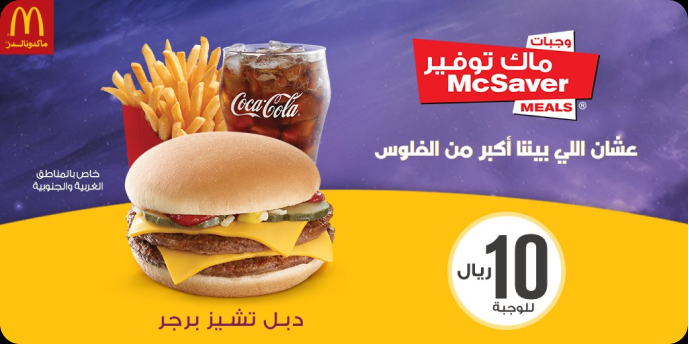 ماكدونالدز
وجبات
ماك توفير
McSaver
MEALS®
عشان اللي بيننا أكبر من الفلوس
Coca-Cola
خاص بالمناطق
الغربية والجنوبية
10 ريال
للوجبة
دبل تشيز برجر